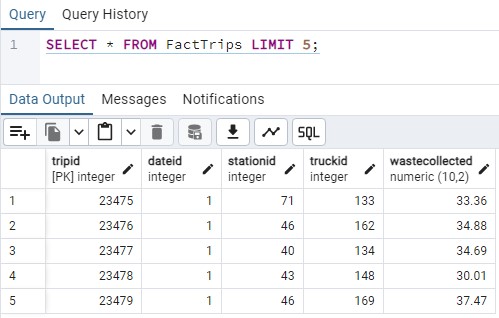 Query Query History
1 SELECT * FROM FactTrips LIMIT 5;
Data Output Messages Notifications
SQL
tripid dateid stationid truckid wastecollected
[PK] integer integer integer integer numeric (10,2)
1 23475 1 71 133 33.36
2 23476 1 46 162 34.88
3 23477 1 40 134 34.69
4 23478 1 43 148 30.01
5 23479 1 46 169 37.47